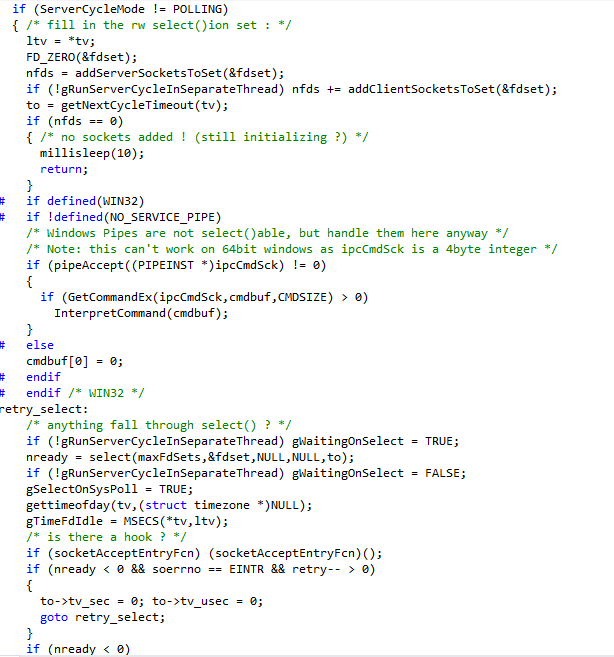 if (ServerCycleMode != POLLING)
{ /* fill in the rw select()ion set : */
ltv = *tv;
FD_ZERO(&fdset);
nfds = addServerSocketsToSet(&fdset);
if (!gRunServerCycleInSeparateThread) nfds += addClientSocketsToSet(&fdset);
to = getNextCycleTimeout(tv);
if (nfds == 0)
{ /* no sockets added ! (still initializing ?) */
millisleep(10);
return;
}
# if defined(WIN32)
# if !defined(NO_SERVICE_PIPE)
/* Windows Pipes are not select()able, but handle them here anyway */
/* Note: this can't work on 64bit windows as ipcCmdSck is a 4byte integer */
if (pipeAccept((PIPEINST *)ipcCmdSck) != 0)
{
if (GetCommandEx(ipcCmdSck,cmdbuf,CMDSIZE) > 0)
InterpretCommand(cmdbuf);
}
# else
cmdbuf[0] = 0;
# endif
# endif /* WIN32 */
retry_select:
/* anything fall through select() ? */
if (!gRunServerCycleInSeparateThread) gWaitingOnSelect = TRUE;
nready = select(maxFdSets,&fdset,NULL,NULL,to);
if (!gRunServerCycleInSeparateThread) gWaitingOnSelect = FALSE;
gSelectOnSysPoll = TRUE;
gettimeofday(tv,(struct timezone *)NULL);
gTimeFdIdle = MSECS(*tv,ltv);
/* is there a hook ? */
if (socketAcceptEntryFcn) (socketAcceptEntryFcn)();
if (nready < 0 && soerrno == EINTR && retry-- > 0)
{
to->tv_sec = 0; to->tv_usec = 0;
goto retry_select;
}
if (nready < 0)